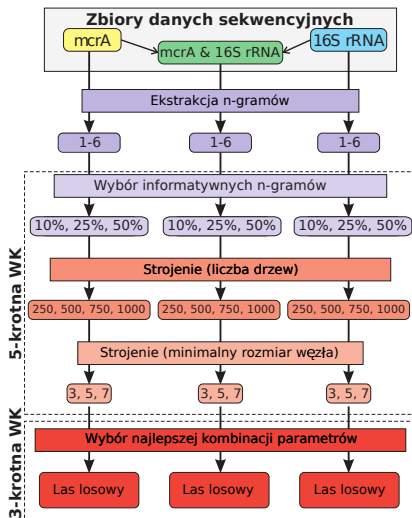 Zbiory danych sekwencyjnych
mcrA
mcrA & 16S rRNA
16S rRNA
Ekstrakcja n-gramów
1-6 1-6 1-6
Wybór informatywnych n-gramów
10%, 25%, 50% 10%, 25%, 50% 10%, 25%, 50%
Strojenie (liczba drzew)
250, 500, 750, 1000 250, 500, 750, 1000 250, 500, 750, 1000
Strojenie (minimalny rozmiar węzła)
3, 5, 7 3, 5, 7 3, 5, 7
5-krotna WK
Wybór najlepszej kombinacji parametrów
Las losowy Las losowy Las losowy
3-krotna WK